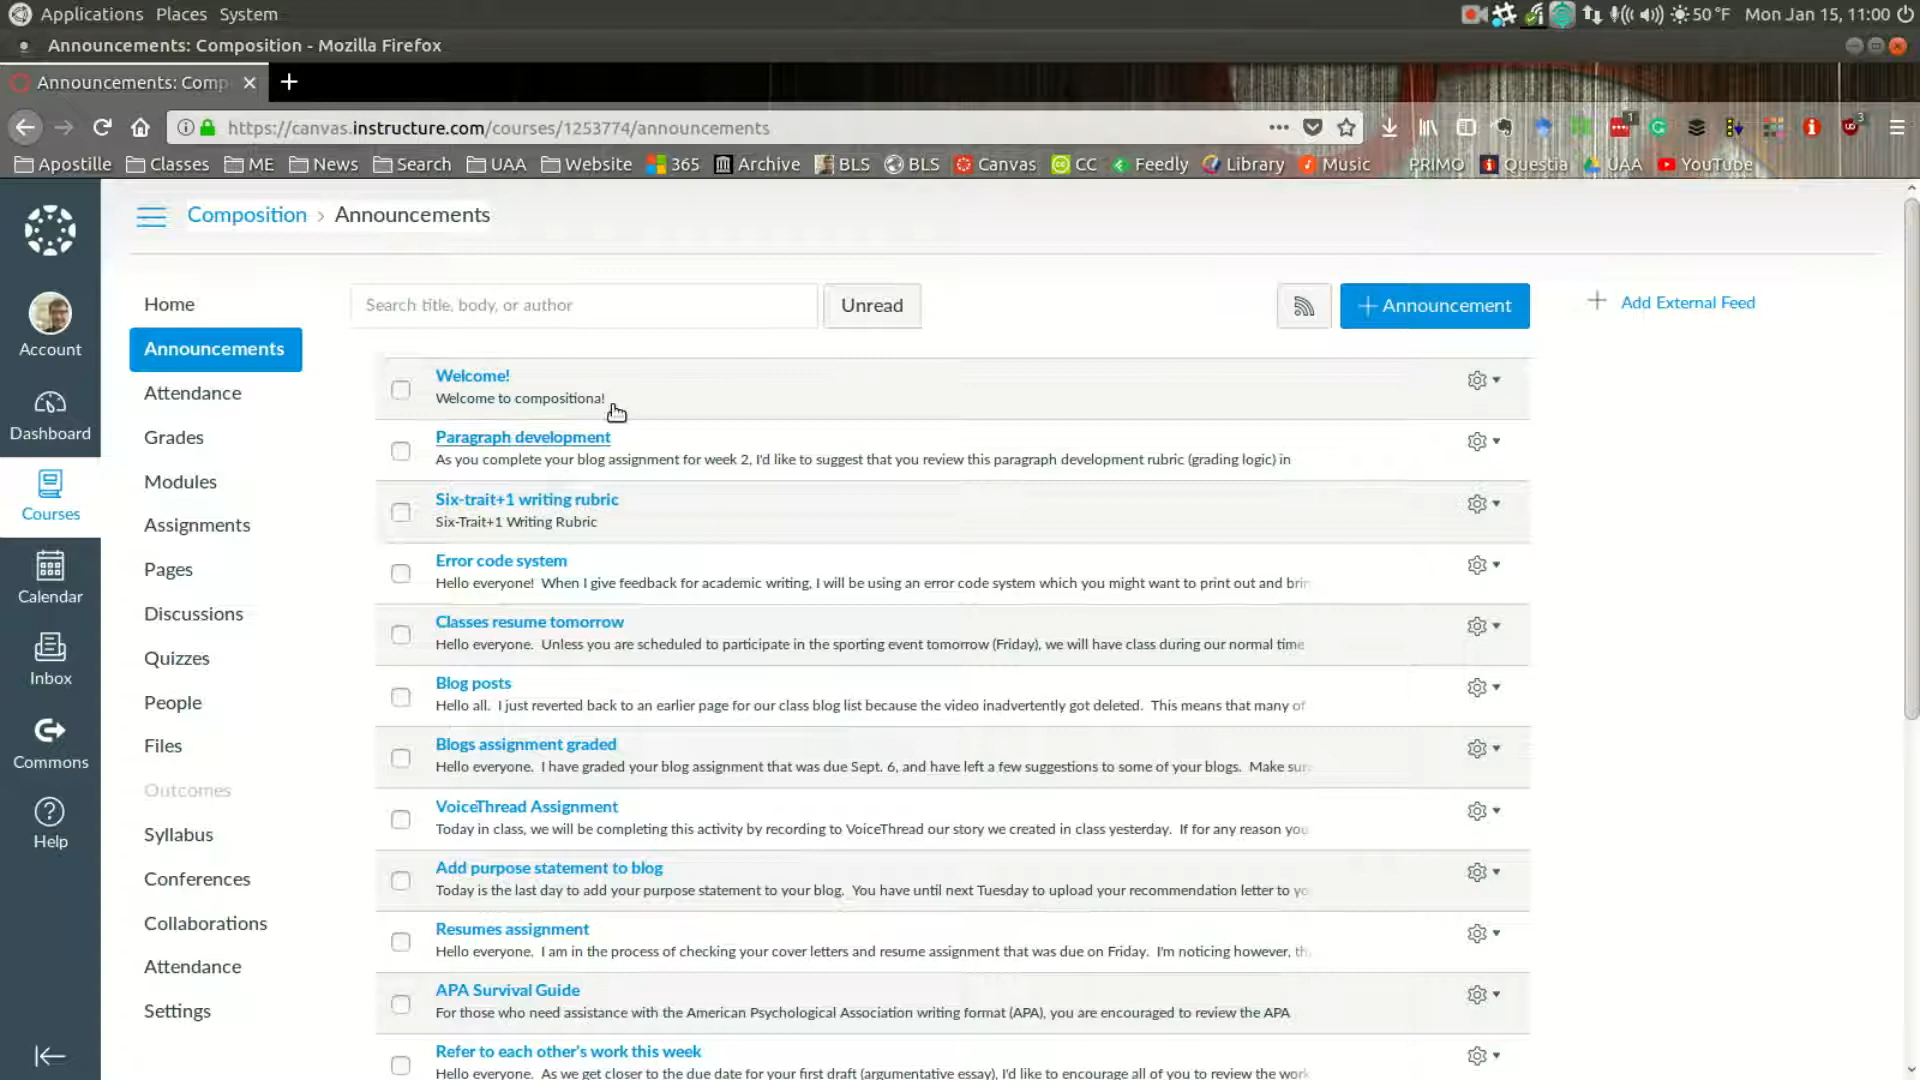 Applications Places System
50 °F Mon Jan 15, 11:00
Announcements: Composition - Mozilla Firefox
Announcements: Comp
https://canvas.instructure.com/courses/1253774/announcements
1
3
Apostille Classes ME News Search UAA Website 365 Archive BLS BLS Canvas CC Feedly Library Music PRIMO Questia UAA YouTube
Composition › Announcements
Account
Dashboard
Courses
Calendar
Inbox
Commons
Help
Home
Announcements
Attendance
Grades
Modules
Assignments
Pages
Discussions
Quizzes
People
Files
Outcomes
Syllabus
Conferences
Collaborations
Attendance
Settings
Search title, body, or author
Unread
+ Announcement
+ Add External Feed
Welcome!
Welcome to compositiona!
Paragraph development
As you complete your blog assignment for week 2, I'd like to suggest that you review this paragraph development rubric (grading logic) in
Six-trait+1 writing rubric
Six-Trait+1 Writing Rubric
Error code system
Hello everyone! When I give feedback for academic writing, I will be using an error code system which you might want to print out and brin
Classes resume tomorrow
Hello everyone. Unless you are scheduled to participate in the sporting event tomorrow (Friday), we will have class during our normal time
Blog posts
Hello all. I just reverted back to an earlier page for our class blog list because the video inadvertently got deleted. This means that many of
Blogs assignment graded
Hello everyone. I have graded your blog assignment that was due Sept. 6, and have left a few suggestions to some of your blogs. Make sure
VoiceThread Assignment
Today in class, we will be completing this activity by recording to VoiceThread our story we created in class yesterday. If for any reason you
Add purpose statement to blog
Today is the last day to add your purpose statement to your blog. You have until next Tuesday to upload your recommendation letter to yo
Resumes assignment
Hello everyone. I am in the process of checking your cover letters and resume assignment that was due on Friday. I'm noticing however, th
APA Survival Guide
For those who need assistance with the American Psychological Association writing format (APA), you are encouraged to review the APA
Refer to each other's work this week
Hello everyone. As we get closer to the due date for your first draft (argumentative essay), I'd like to encourage all of you to review the work